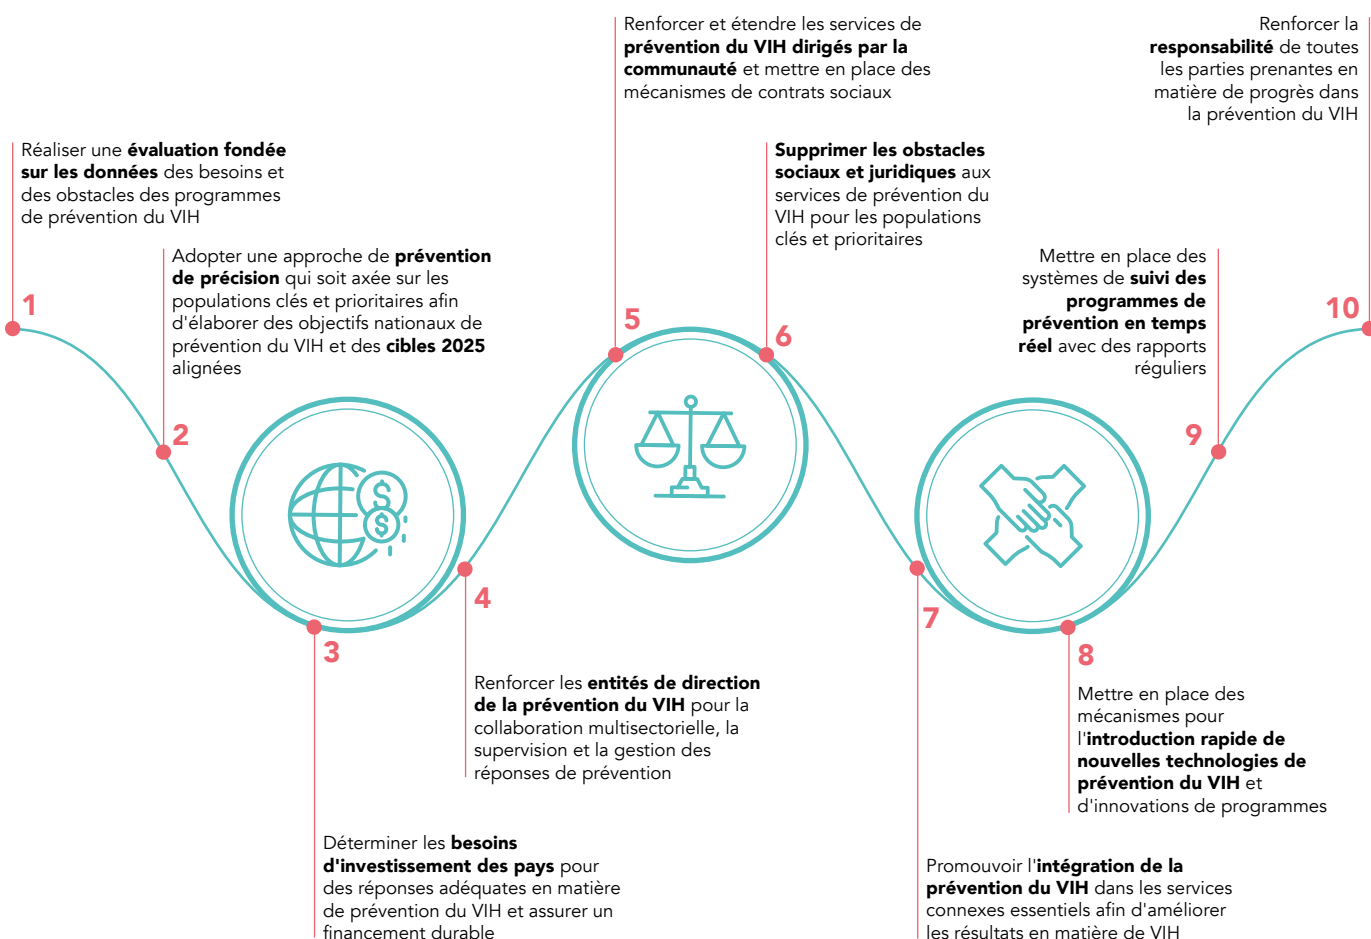 1
Réaliser une évaluation fondée
sur les données des besoins et
des obstacles des programmes
de prévention du VIH
2
Adopter une approche de prévention
de précision qui soit axée sur les
populations clés et prioritaires afin
d'élaborer des objectifs nationaux de
prévention du VIH et des cibles 2025
alignées
3
Déterminer les besoins
d'investissement des pays pour
des réponses adéquates en matière
de prévention du VIH et assurer un
financement durable
4
Renforcer les entités de direction
de la prévention du VIH pour la
collaboration multisectorielle, la
supervision et la gestion des
réponses de prévention
5
Renforcer et étendre les services de
prévention du VIH dirigés par la
communauté et mettre en place des
mécanismes de contrats sociaux
6
Supprimer les obstacles
sociaux et juridiques aux
services de prévention du
VIH pour les populations
clés et prioritaires
7
Promouvoir l'intégration de la
prévention du VIH dans les services
connexes essentiels afin d'améliorer
les résultats en matière de VIH
8
Mettre en place des
mécanismes pour
l'introduction rapide de
nouvelles technologies de
prévention du VIH et
d'innovations de programmes
9
Mettre en place des
systèmes de suivi des
programmes de
prévention en temps
réel avec des rapports
réguliers
10
Renforcer la
responsabilité de toutes
les parties prenantes en
matière de progrès dans
la prévention du VIH
$
$